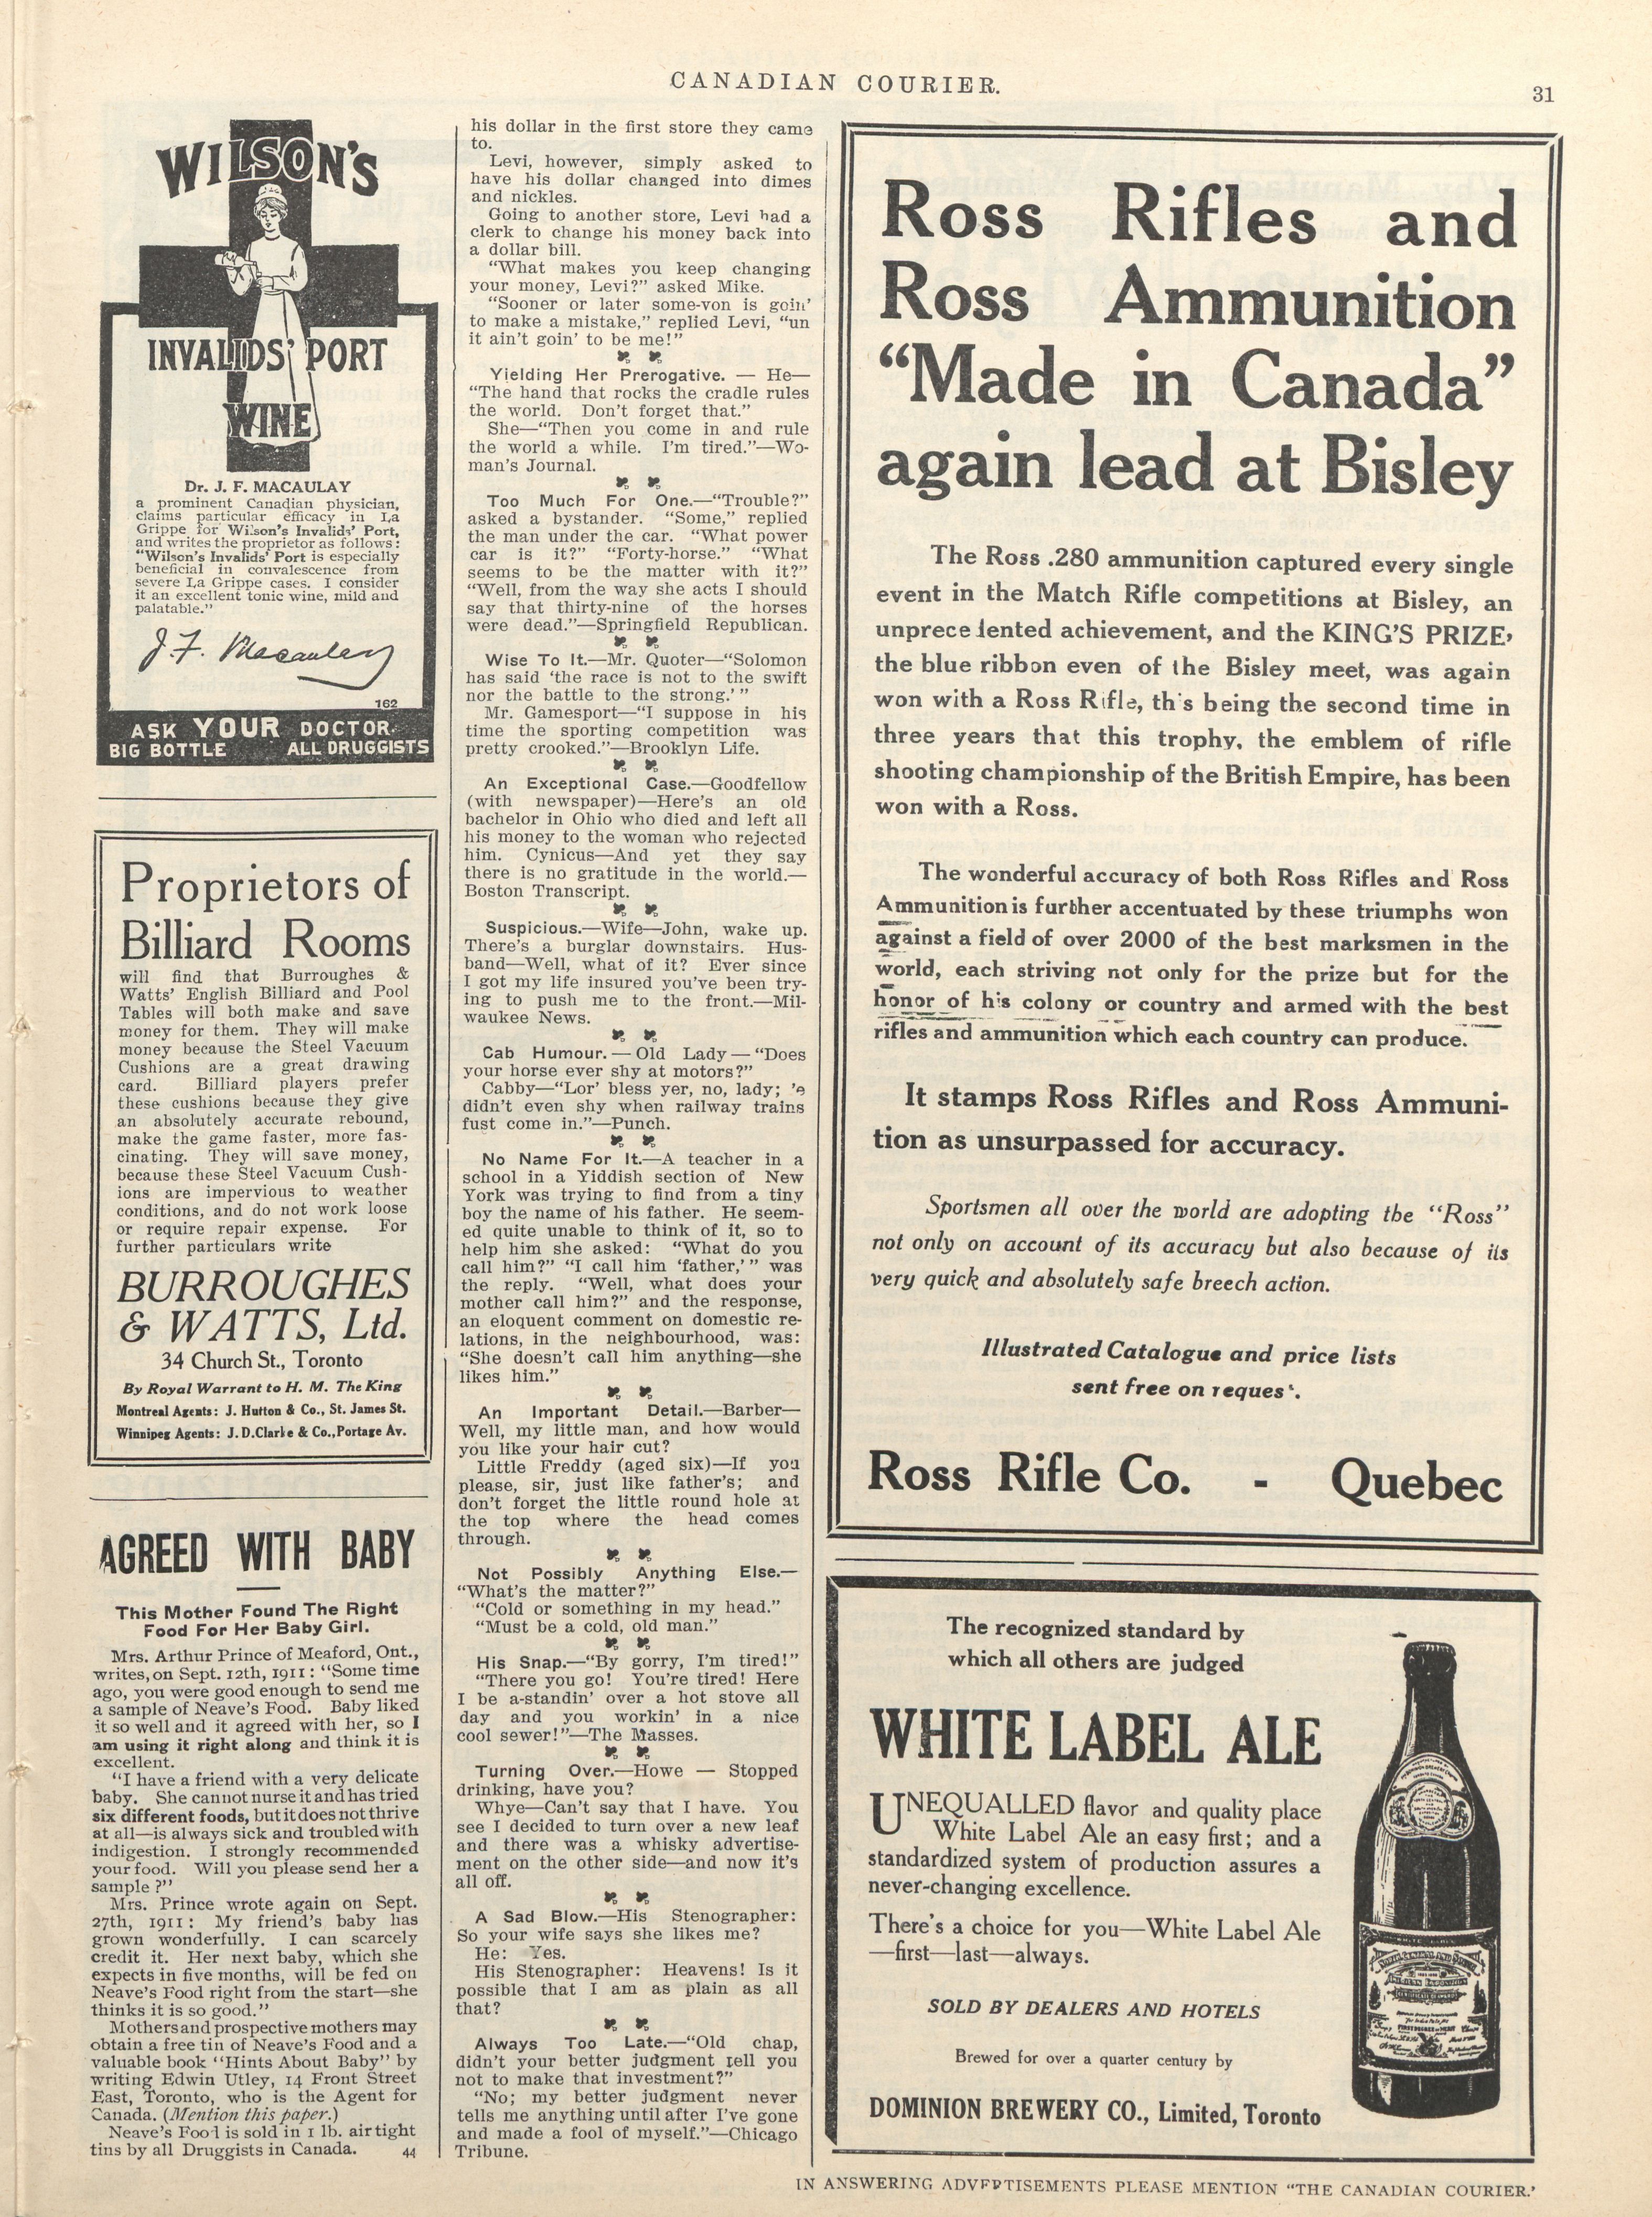 CANADIAN COURIER.
31
WILSON'S
INVALIDS' PORT
WINE
Dr. J. F. MACAULAY
a prominent Canadian physician,
claims particular efficacy in La
Grippe for Wilson's Invalids' Port,
and writes the proprietor as follows:
"Wilson's Invalids' Port is especially
beneficial in convalescence from
severe La Grippe cases. I consider
it an excellent tonic wine, mild and
palatable."
J. F. Macaulay
162
ASK YOUR DOCTOR.
BIG BOTTLE ALL DRUGGISTS
Proprietors of
Billiard Rooms
will find that Burroughes &
Watts' English Billiard and Pool
Tables will both make and save
money for them. They will make
money because the Steel Vacuum
Cushions are a great drawing
card. Billiard players prefer
these cushions because they give
an absolutely accurate rebound,
make the game faster, more fas-
cinating. They will save money,
because these Steel Vacuum Cush-
ions are impervious to weather
conditions, and do not work loose
or require repair expense. For
further particulars write
BURROUGHES
& WATTS, Ltd.
34 Church St., Toronto
By Royal Warrant to H. M. The King
Montreal Agents: J. Hutton & Co., St. James St.
Winnipeg Agents: J. D. Clarke & Co., Portage Av.
AGREED WITH BABY
This Mother Found The Right
Food For Her Baby Girl.
Mrs. Arthur Prince of Meaford, Ont.,
writes, on Sept. 12th, 1911: "Some time
ago, you were good enough to send me
a sample of Neave's Food. Baby liked
it so well and it agreed with her, so I
am using it right along and think it is
excellent.
"I have a friend with a very delicate
baby. She cannot nurse it and has tried
six different foods, but it does not thrive
at all—is always sick and troubled with
indigestion. I strongly recommended
your food. Will you please send her a
sample?"
Mrs. Prince wrote again on Sept.
27th, 1911: My friend's baby has
grown wonderfully. I can scarcely
credit it. Her next baby, which she
expects in five months, will be fed on
Neave's Food right from the start—she
thinks it is so good."
Mothers and prospective mothers may
obtain a free tin of Neave's Food and a
valuable book "Hints About Baby" by
writing Edwin Utley, 14 Front Street
East, Toronto, who is the Agent for
Canada. (Mention this paper.)
Neave's Food is sold in 1 lb. air tight
tins by all Druggists in Canada. 44
his dollar in the first store they came
to.
Levi, however, simply asked to
have his dollar changed into dimes
and nickles.
Going to another store, Levi had a
clerk to change his money back into
a dollar bill.
"What makes you keep changing
your money, Levi?" asked Mike.
"Sooner or later some-von is goin'
to make a mistake," replied Levi, "un
it ain't goin' to be me!"
Yielding Her Prerogative. — He—
"The hand that rocks the cradle rules
the world. Don't forget that."
She—"Then you come in and rule
the world a while. I'm tired."—Wo-
man's Journal.
Too Much For One.—"Trouble?"
asked a bystander. "Some," replied
the man under the car. "What power
car is it?" "Forty-horse." "What
seems to be the matter with it?"
"Well, from the way she acts I should
say that thirty-nine of the horses
were dead."—Springfield Republican.
Wise To It.—Mr. Quoter—"Solomon
has said 'the race is not to the swift
nor the battle to the strong.'"
Mr. Gamesport—"I suppose in his
time the sporting competition was
pretty crooked."—Brooklyn Life.
An Exceptional Case.—Goodfellow
(with newspaper)—Here's an old
bachelor in Ohio who died and left all
his money to the woman who rejected
him. Cynicus—And yet they say
there is no gratitude in the world.—
Boston Transcript.
Suspicious.—Wife—John, wake up.
There's a burglar downstairs. Hus-
band—Well, what of it? Ever since
I got my life insured you've been try-
ing to push me to the front.—Mil-
waukee News.
Cab Humour.—Old Lady—"Does
your horse ever shy at motors?"
Cabby—"Lor' bless yer, no, lady; 'e
didn't even shy when railway trains
fust come in."—Punch.
No Name For It.—A teacher in a
school in a Yiddish section of New
York was trying to find from a tiny
boy the name of his father. He seem-
ed quite unable to think of it, so to
help him she asked: "What do you
call him?" "I call him 'father,'" was
the reply. "Well, what does your
mother call him?" and the response,
an eloquent comment on domestic re-
lations, in the neighbourhood, was:
"She doesn't call him anything—she
likes him."
An Important Detail.—Barber—
Well, my little man, and how would
you like your hair cut?
Little Freddy (aged six)—If you
please, sir, just like father's; and
don't forget the little round hole at
the top where the head comes
through.
Not Possibly Anything Else.—
"What's the matter?"
"Cold or something in my head."
"Must be a cold, old man."
His Snap.—"By gorry, I'm tired!"
"There you go! You're tired! Here
I be a-standin' over a hot stove all
day and you workin' in a nice
cool sewer!"—The Masses.
Turning Over.—Howe — Stopped
drinking, have you?
Whye—Can't say that I have. You
see I decided to turn over a new leaf
and there was a whisky advertise-
ment on the other side—and now it's
all off.
A Sad Blow.—His Stenographer:
So your wife says she likes me?
He: Yes.
His Stenographer: Heavens! Is it
possible that I am as plain as all
that?
Always Too Late.—"Old chap,
didn't your better judgment tell you
not to make that investment?"
"No; my better judgment never
tells me anything until after I've gone
and made a fool of myself."—Chicago
Tribune.
Ross Rifles and
Ross Ammunition
"Made in Canada"
again lead at Bisley
The Ross .280 ammunition captured every single
event in the Match Rifle competitions at Bisley, an
unprecedented achievement, and the KING'S PRIZE,
the blue ribbon even of the Bisley meet, was again
won with a Ross Rifle, this being the second time in
three years that this trophy, the emblem of rifle
shooting championship of the British Empire, has been
won with a Ross.
The wonderful accuracy of both Ross Rifles and Ross
Ammunition is further accentuated by these triumphs won
against a field of over 2000 of the best marksmen in the
world, each striving not only for the prize but for the
honor of his colony or country and armed with the best
rifles and ammunition which each country can produce.
It stamps Ross Rifles and Ross Ammuni-
tion as unsurpassed for accuracy.
Sportsmen all over the world are adopting the "Ross"
not only on account of its accuracy but also because of its
very quick and absolutely safe breech action.
Illustrated Catalogue and price lists
sent free on request.
Ross Rifle Co. - Quebec
The recognized standard by
which all others are judged
WHITE LABEL ALE
UNEQUALLED flavor and quality place
White Label Ale an easy first; and a
standardized system of production assures a
never-changing excellence.
There's a choice for you—White Label Ale
—first—last—always.
SOLD BY DEALERS AND HOTELS
Brewed for over a quarter century by
DOMINION BREWERY CO., Limited, Toronto
IN ANSWERING ADVERTISEMENTS PLEASE MENTION "THE CANADIAN COURIER.'